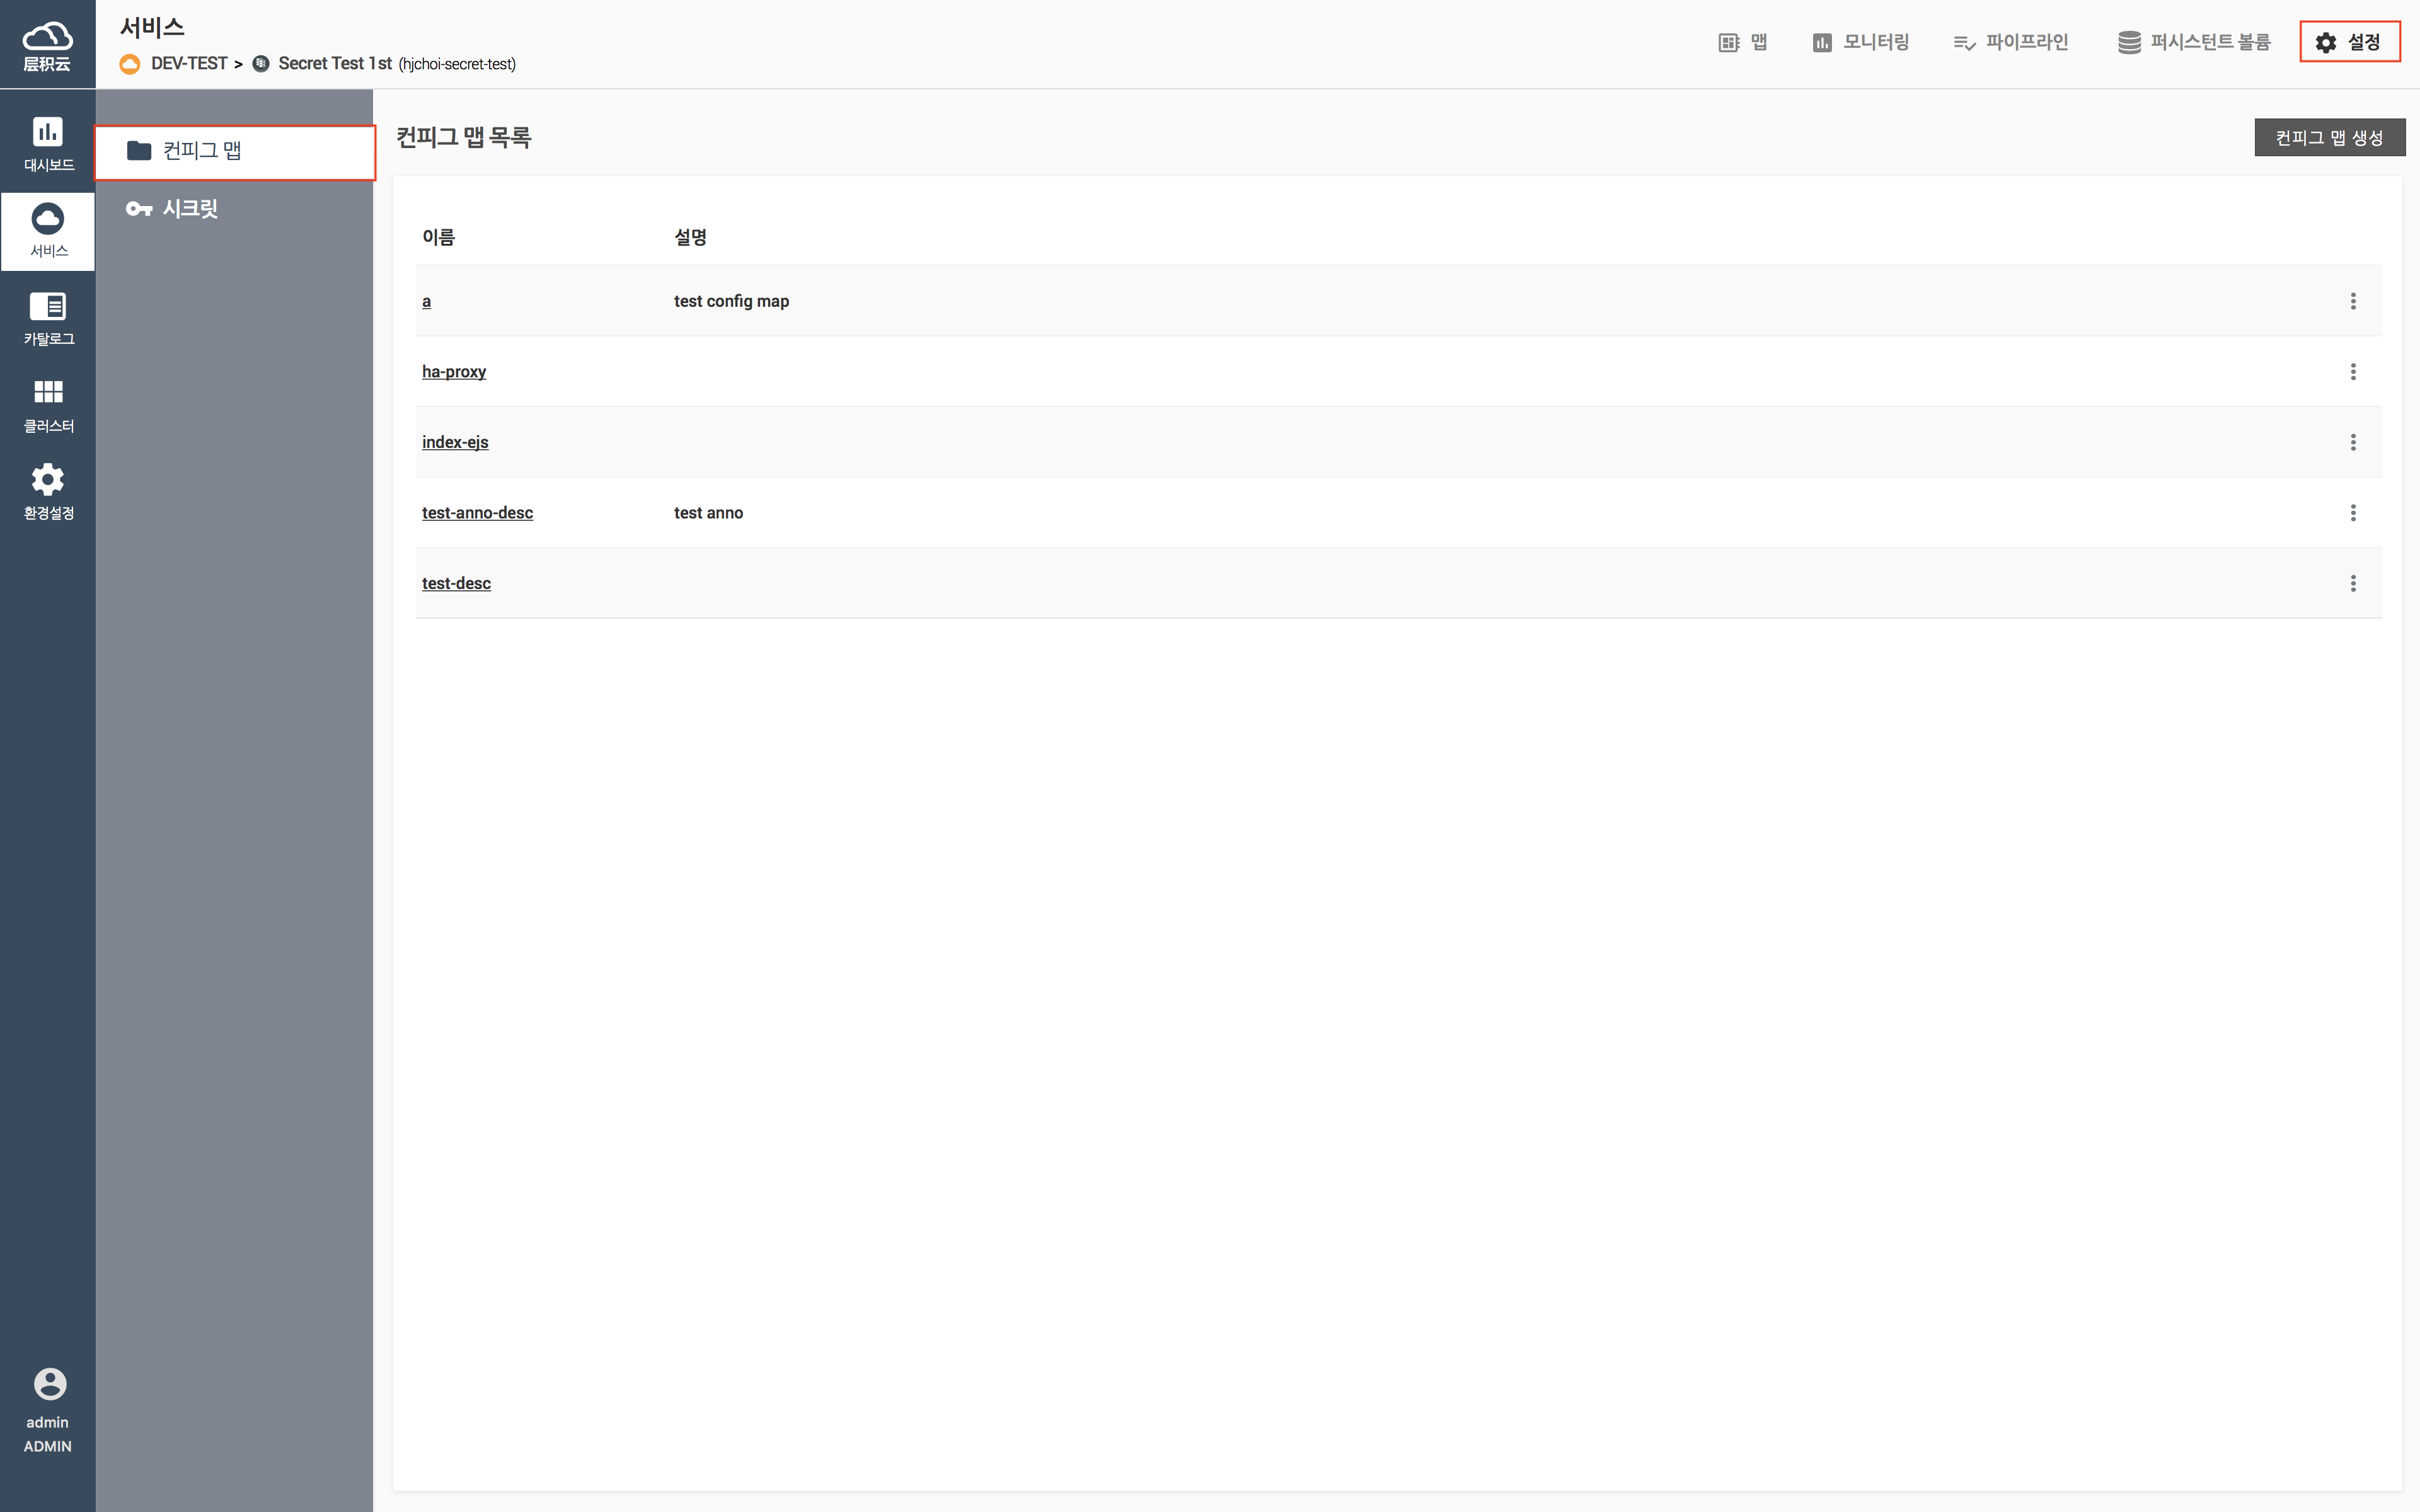 层积云
서비스
DEV-TEST > Secret Test 1st (hjchoi-secret-test)
맵
모니터링
파이프라인
퍼시스턴트 볼륨
설정
대시보드
서비스
카탈로그
클러스터
환경설정
admin
ADMIN
컨피그 맵
시크릿
컨피그 맵 목록
컨피그 맵 생성
이름 설명
a test config map
ha-proxy
index-ejs
test-anno-desc test anno
test-desc